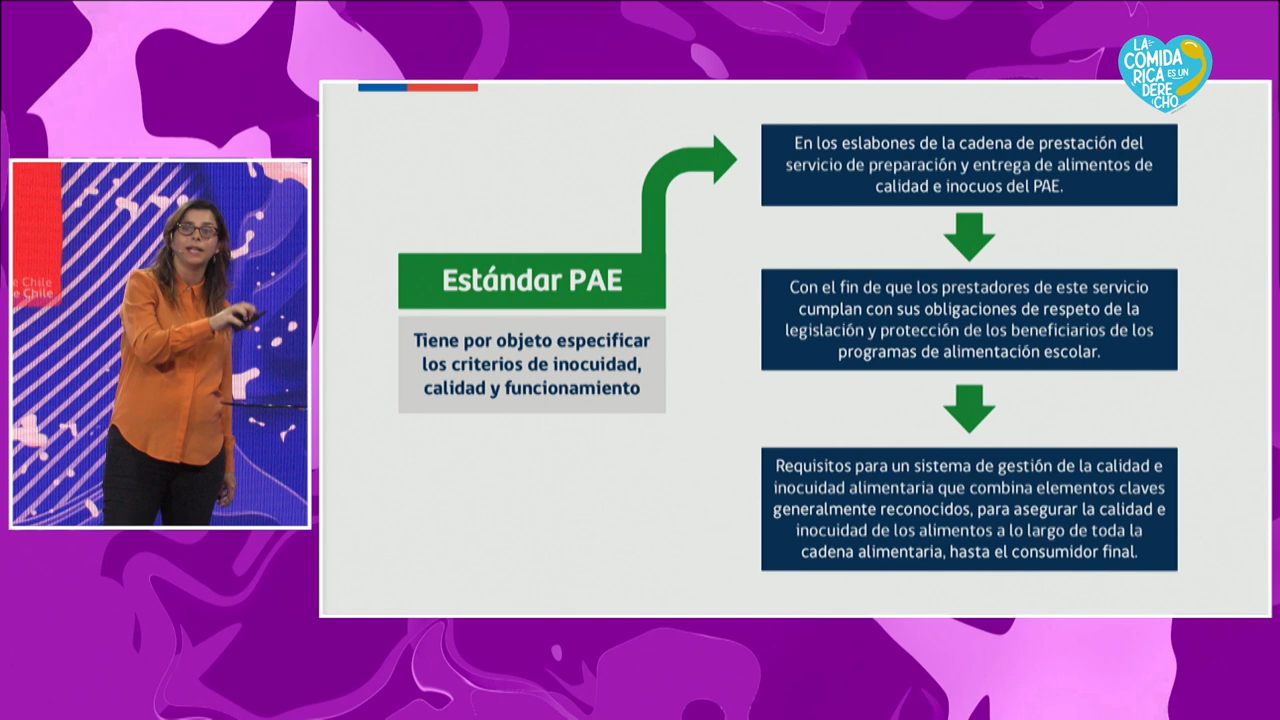 LA
COMIDA
RICA
ES UN
DERE
CHO
e Chile
e Chile
Estándar PAE
Tiene por objeto especificar
los criterios de inocuidad,
calidad y funcionamiento
En los eslabones de la cadena de prestación del
servicio de preparación y entrega de alimentos de
calidad e inocuos del PAE.
Con el fin de que los prestadores de este servicio
cumplan con sus obligaciones de respeto de la
legislación y protección de los beneficiarios de los
programas de alimentación escolar.
Requisitos para un sistema de gestión de la calidad e
inocuidad alimentaria que combina elementos claves
generalmente reconocidos, para asegurar la calidad e
inocuidad de los alimentos a lo largo de toda la
cadena alimentaria, hasta el consumidor final.